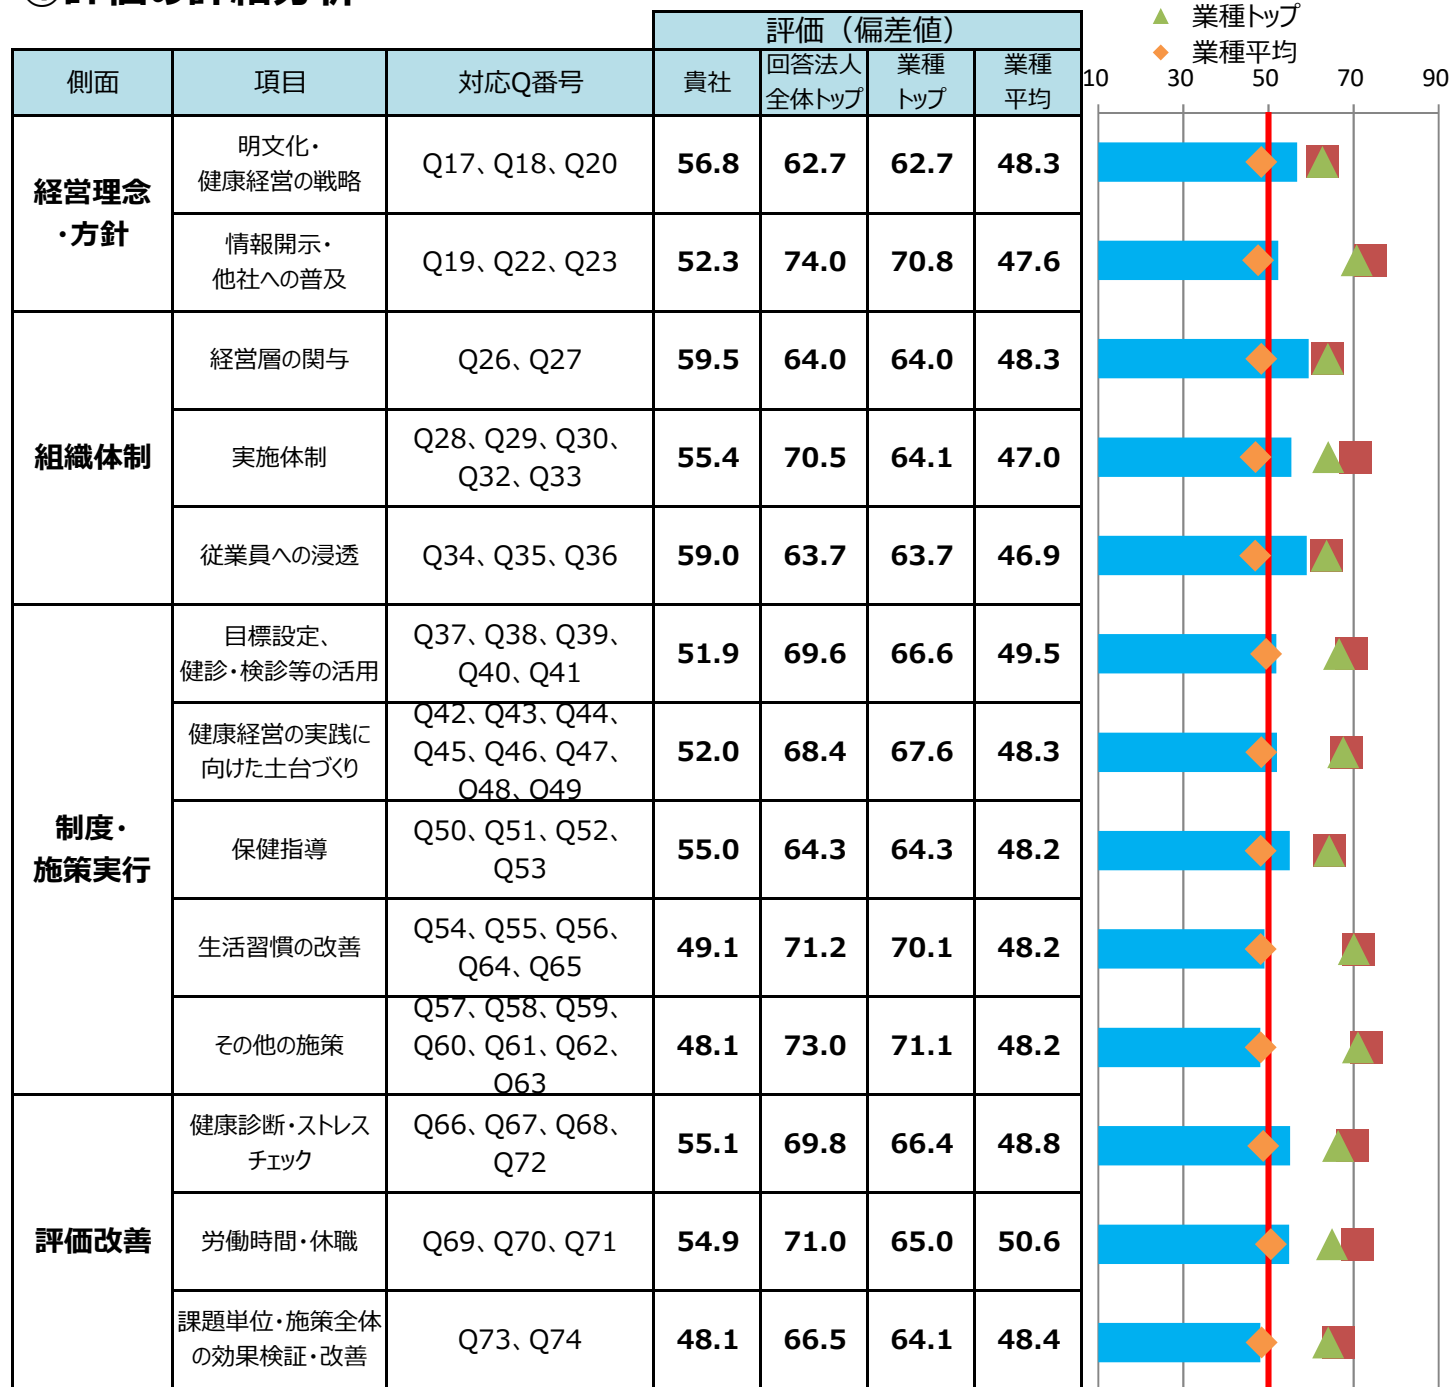 評価の詳細分析
▲ 業種トップ
◆ 業種平均
評価（偏差値）
側面 項目 対応Q番号 貴社 回答法人全体トップ 業種トップ 業種平均
10 30 50 70 90
経営理念
・方針
明文化・
健康経営の戦略
Q17、Q18、Q20
56.8 62.7 62.7 48.3
情報開示・
他社への普及
Q19、Q22、Q23
52.3 74.0 70.8 47.6
組織体制
経営層の関与
Q26、Q27
59.5 64.0 64.0 48.3
実施体制
Q28、Q29、Q30、
Q32、Q33
55.4 70.5 64.1 47.0
従業員への浸透
Q34、Q35、Q36
59.0 63.7 63.7 46.9
制度・
施策実行
目標設定、
健診・検診等の活用
Q37、Q38、Q39、
Q40、Q41
51.9 69.6 66.6 49.5
健康経営の実践に
向けた土台づくり
Q42、Q43、Q44、
Q45、Q46、Q47、
Q48、Q49
52.0 68.4 67.6 48.3
保健指導
Q50、Q51、Q52、
Q53
55.0 64.3 64.3 48.2
生活習慣の改善
Q54、Q55、Q56、
Q64、Q65
49.1 71.2 70.1 48.2
その他の施策
Q57、Q58、Q59、
Q60、Q61、Q62、
Q63
48.1 73.0 71.1 48.2
評価改善
健康診断・ストレス
チェック
Q66、Q67、Q68、
Q72
55.1 69.8 66.4 48.8
労働時間・休職
Q69、Q70、Q71
54.9 71.0 65.0 50.6
課題単位・施策全体
の効果検証・改善
Q73、Q74
48.1 66.5 64.1 48.4